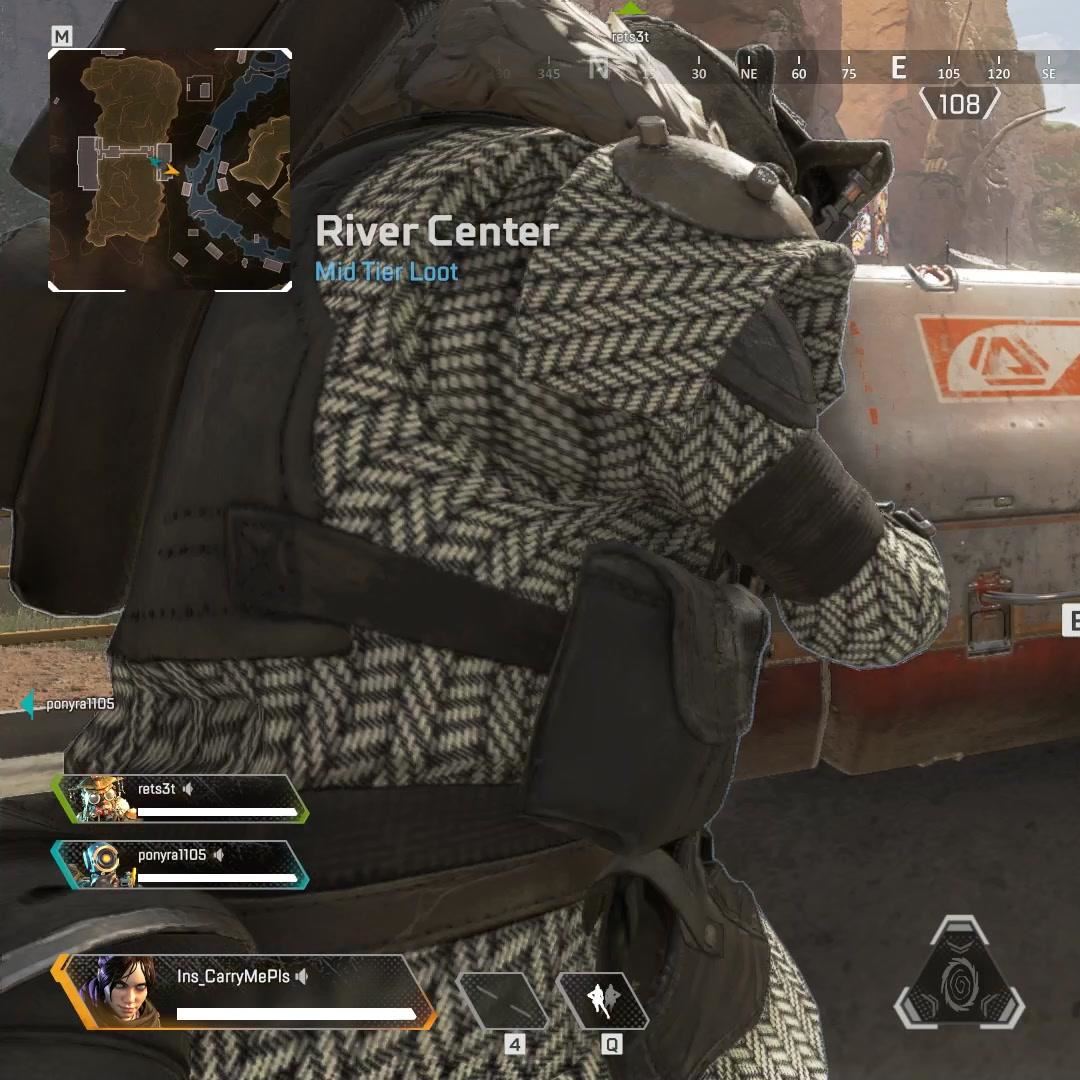 M
rets3t
345
N
15
30
NE
60
75
E
105
120
SE
108
River Center
Mid Tier Loot
E
ponyra1105
rets3t
ponyra1105
Ins_CarryMePls
4
Q